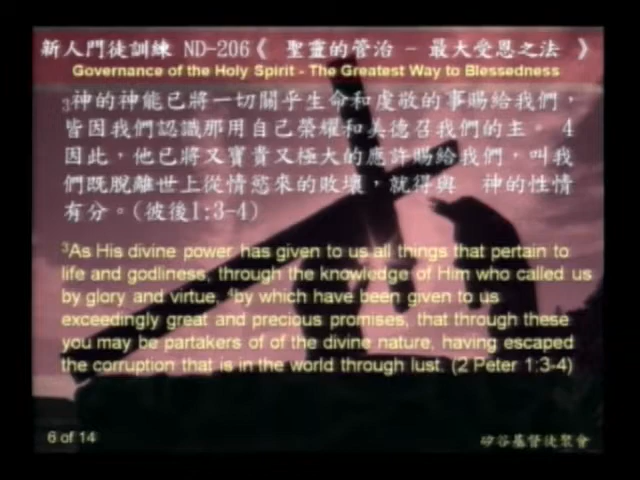 新人門徒訓練 ND-206《 聖靈的管治 – 最大受恩之法 》
Governance of the Holy Spirit - The Greatest Way to Blessedness
3神的神能已將一切關乎生命和虔敬的事賜給我們，
皆因我們認識那用自己榮耀和美德召我們的主。 4
因此，他已將又寶貴又極大的應許賜給我們，叫我
們既脫離世上從情慾來的敗壞，就得與　神的性情
有分。(彼後1:3-4)
³As His divine power has given to us all things that pertain to
life and godliness, through the knowledge of Him who called us
by glory and virtue, ⁴by which have been given to us
exceedingly great and precious promises, that through these
you may be partakers of of the divine nature, having escaped
the corruption that is in the world through lust. (2 Peter 1:3-4)
6 of 14
矽谷基督徒聚會